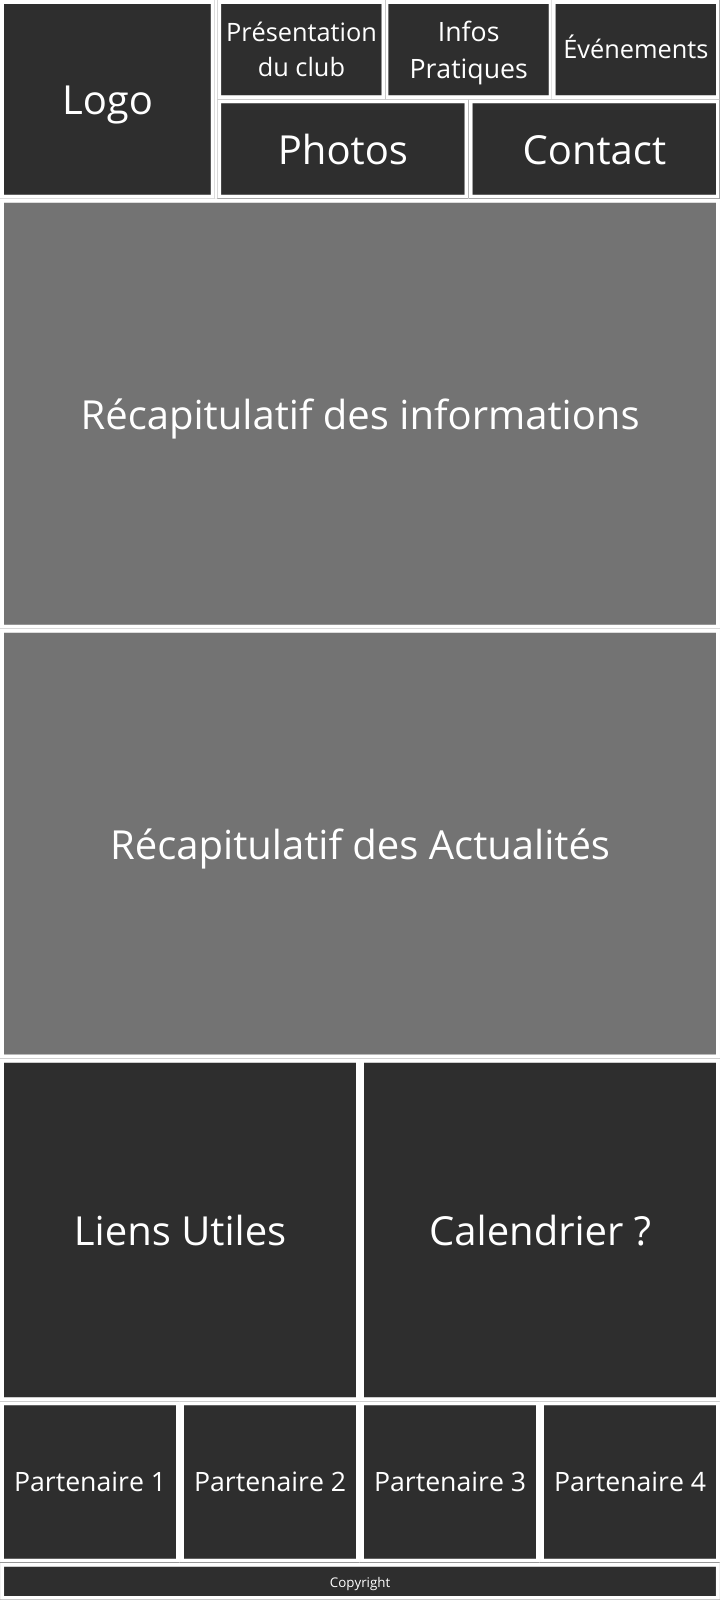 Logo
Présentation
du club
Infos
Pratiques
Événements
Photos
Contact
Récapitulatif des informations
Récapitulatif des Actualités
Liens Utiles
Calendrier ?
Partenaire 1
Partenaire 2
Partenaire 3
Partenaire 4
Copyright